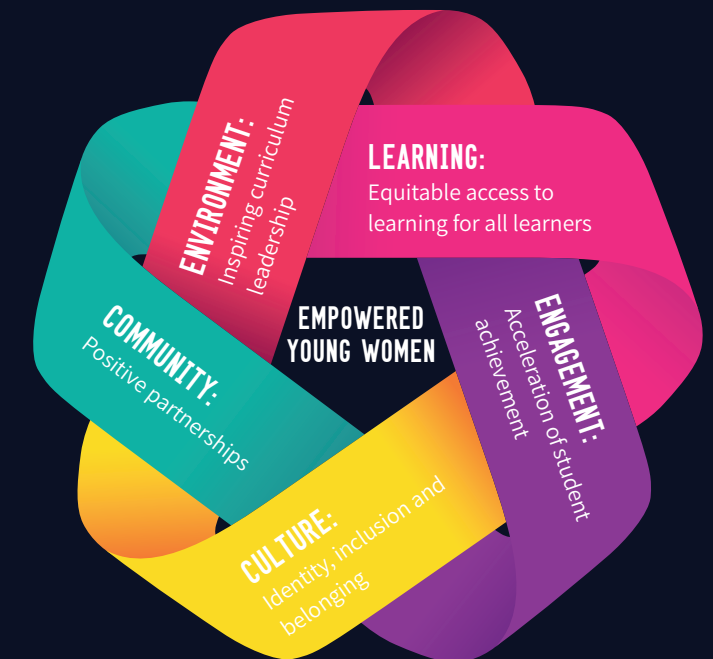 ENVIRONMENT:
Inspiring curriculum
leadership
LEARNING:
Equitable access to
learning for all learners
ENGAGEMENT:
Acceleration of student
achievement
CULTURE:
Identity, inclusion and
belonging
COMMUNITY:
Positive partnerships
EMPOWERED
YOUNG WOMEN